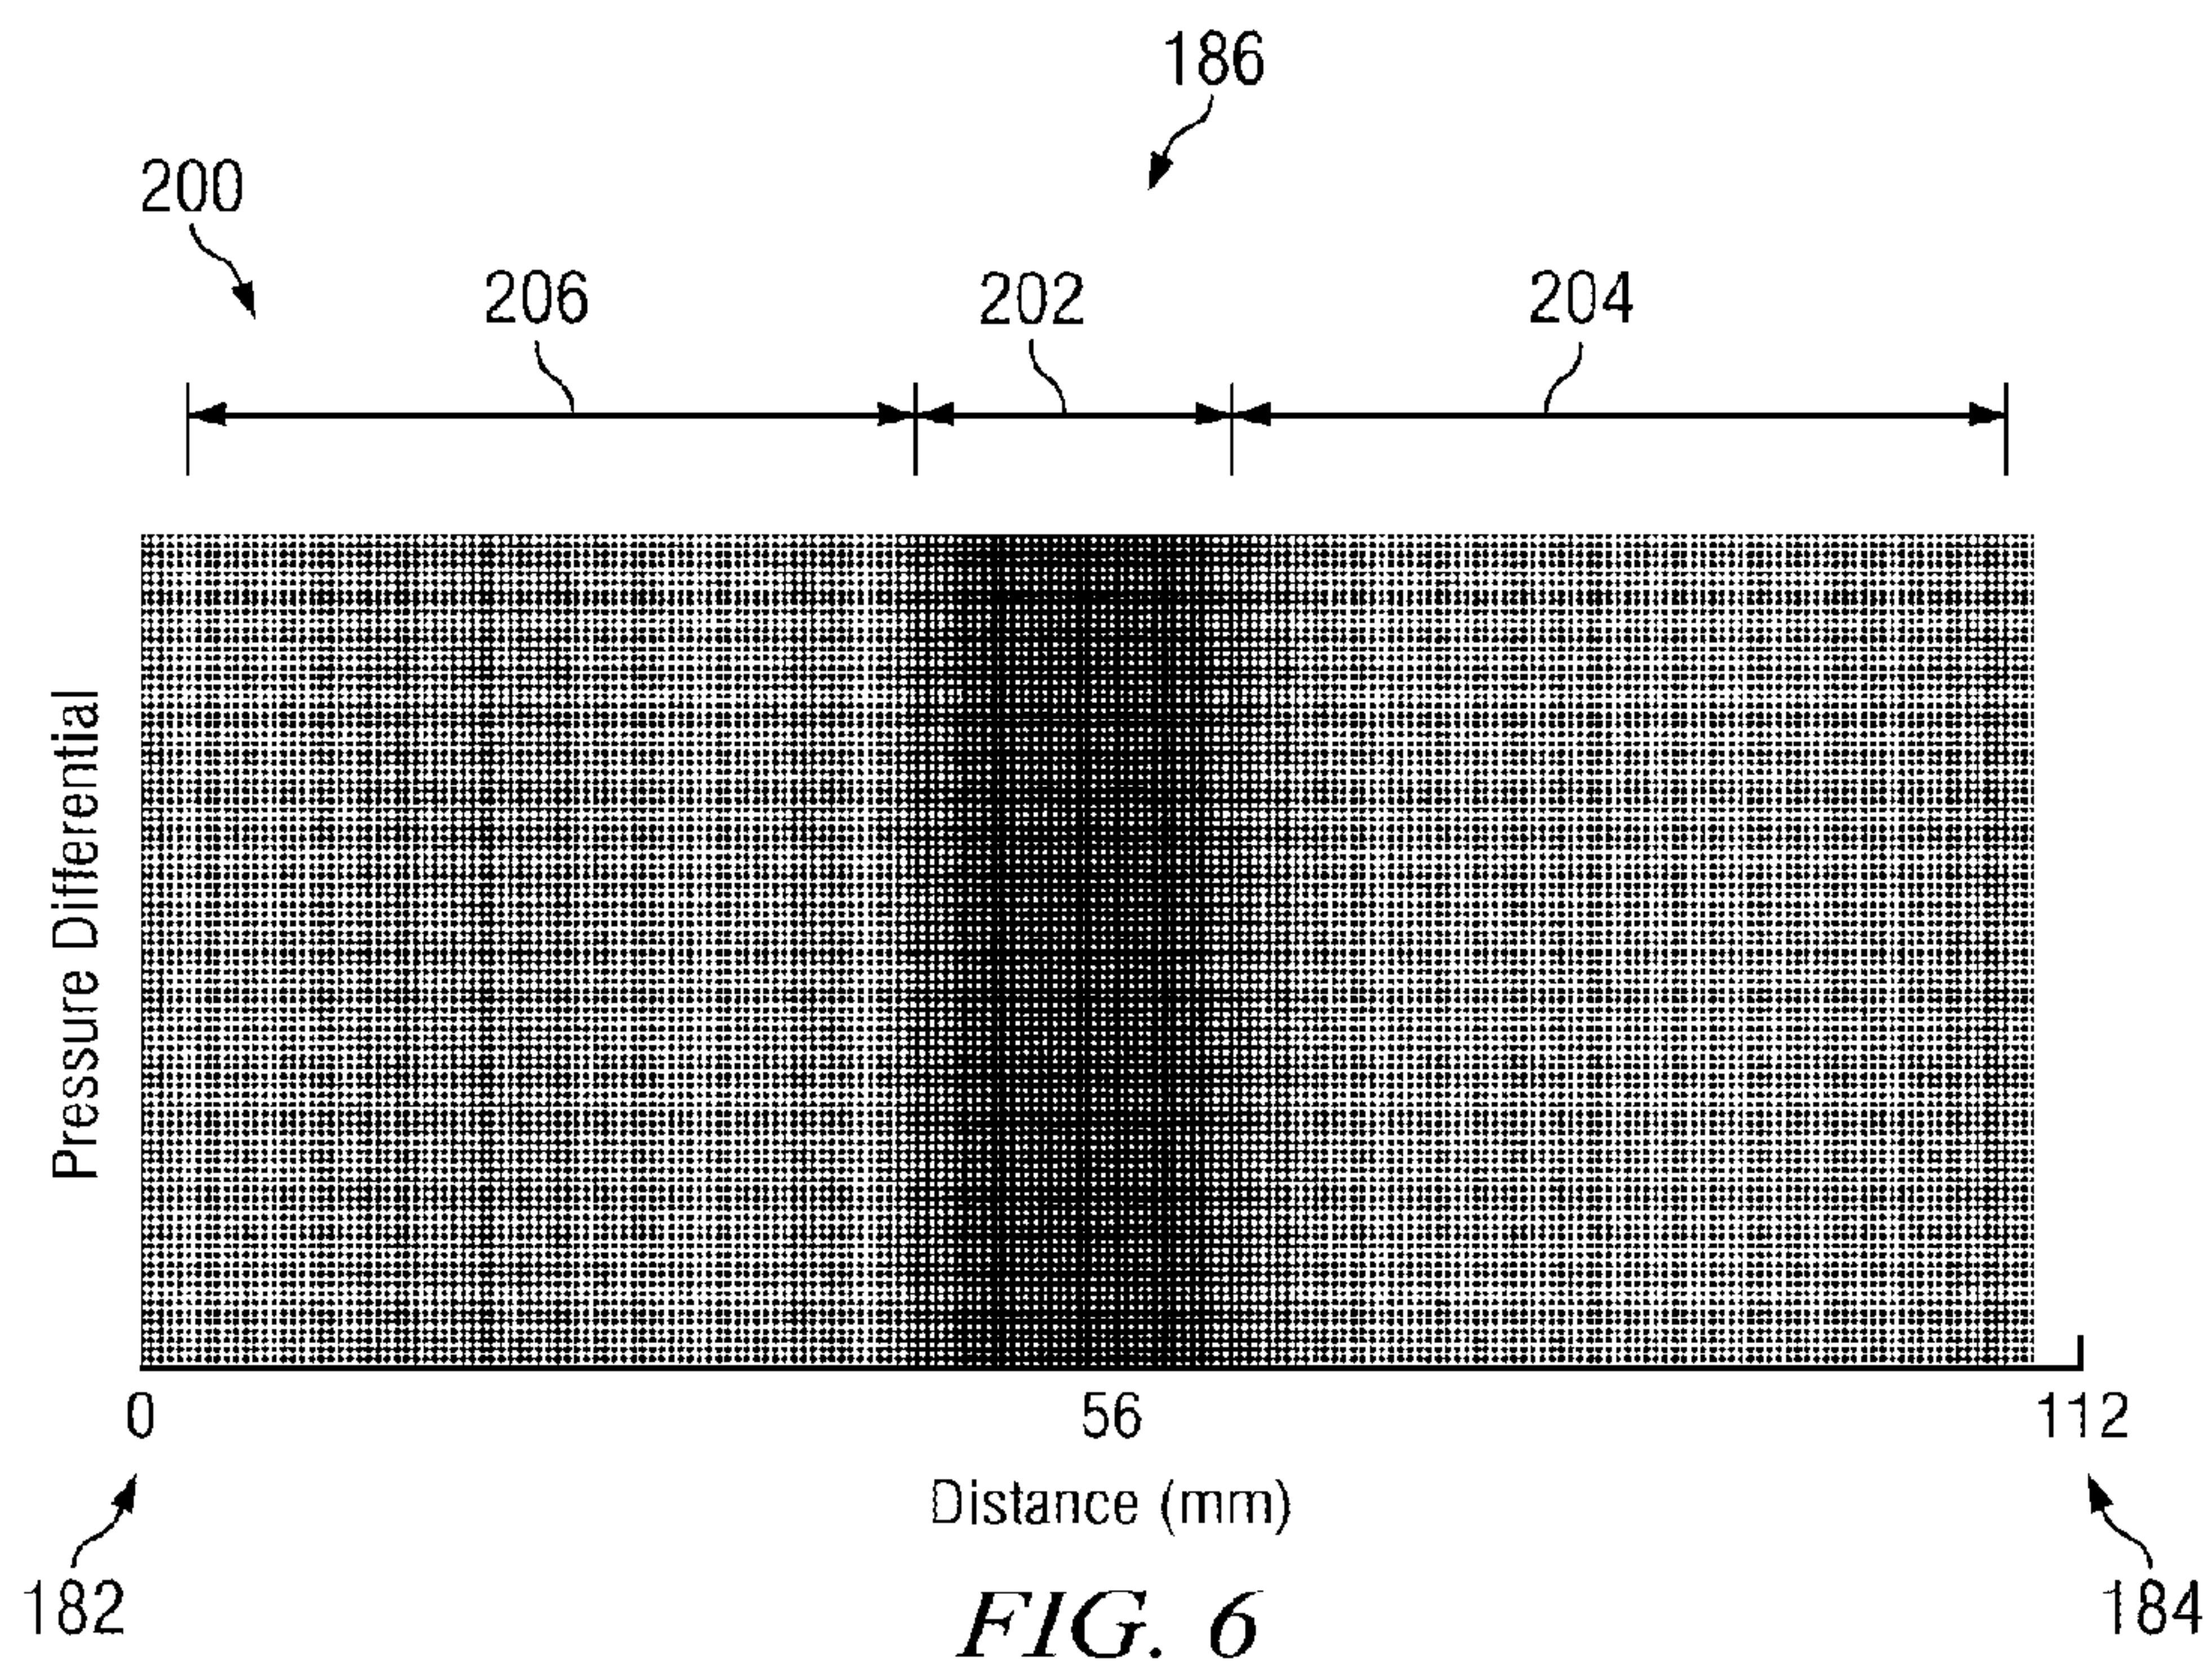 186
200
206 202 204
Pressure Differential
0 56 112
Distance (mm)
182 184
FIG. 6